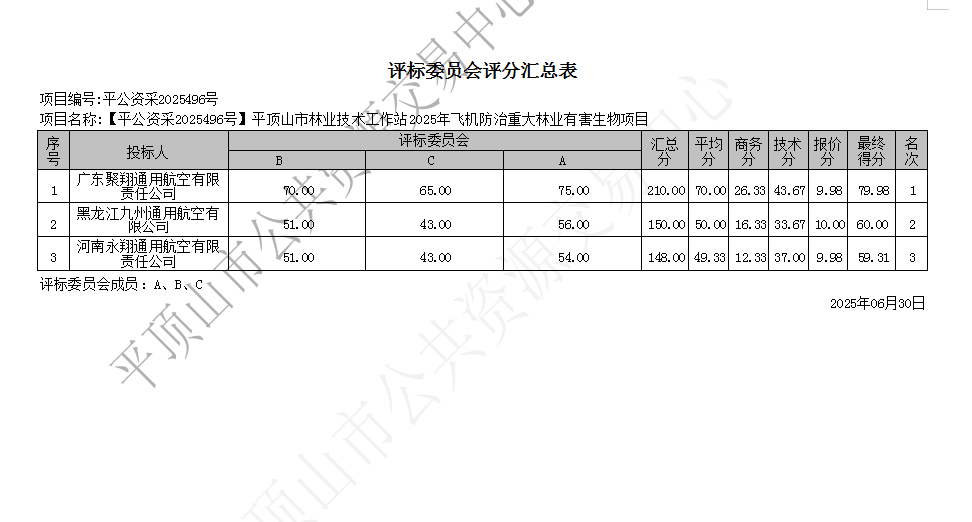 评标委员会评分汇总表
项目编号:平公资采2025496号
项目名称:【平公资采2025496号】平顶山市林业技术工作站2025年飞机防治重大林业有害生物项目
序号 投标人 评标委员会 汇总分 平均分 商务分 技术分 报价分 最终得分 名次
B C A
1 广东聚翔通用航空有限责任公司 70.00 65.00 75.00 210.00 70.00 26.33 43.67 9.98 79.98 1
2 黑龙江九州通用航空有限公司 51.00 43.00 56.00 150.00 50.00 16.33 33.67 10.00 60.00 2
3 河南永翔通用航空有限责任公司 51.00 43.00 54.00 148.00 49.33 12.33 37.00 9.98 59.31 3
评标委员会成员:A、B、C
2025年06月30日
平顶山市公共资源交易中心
平顶山市公共资源交易中心